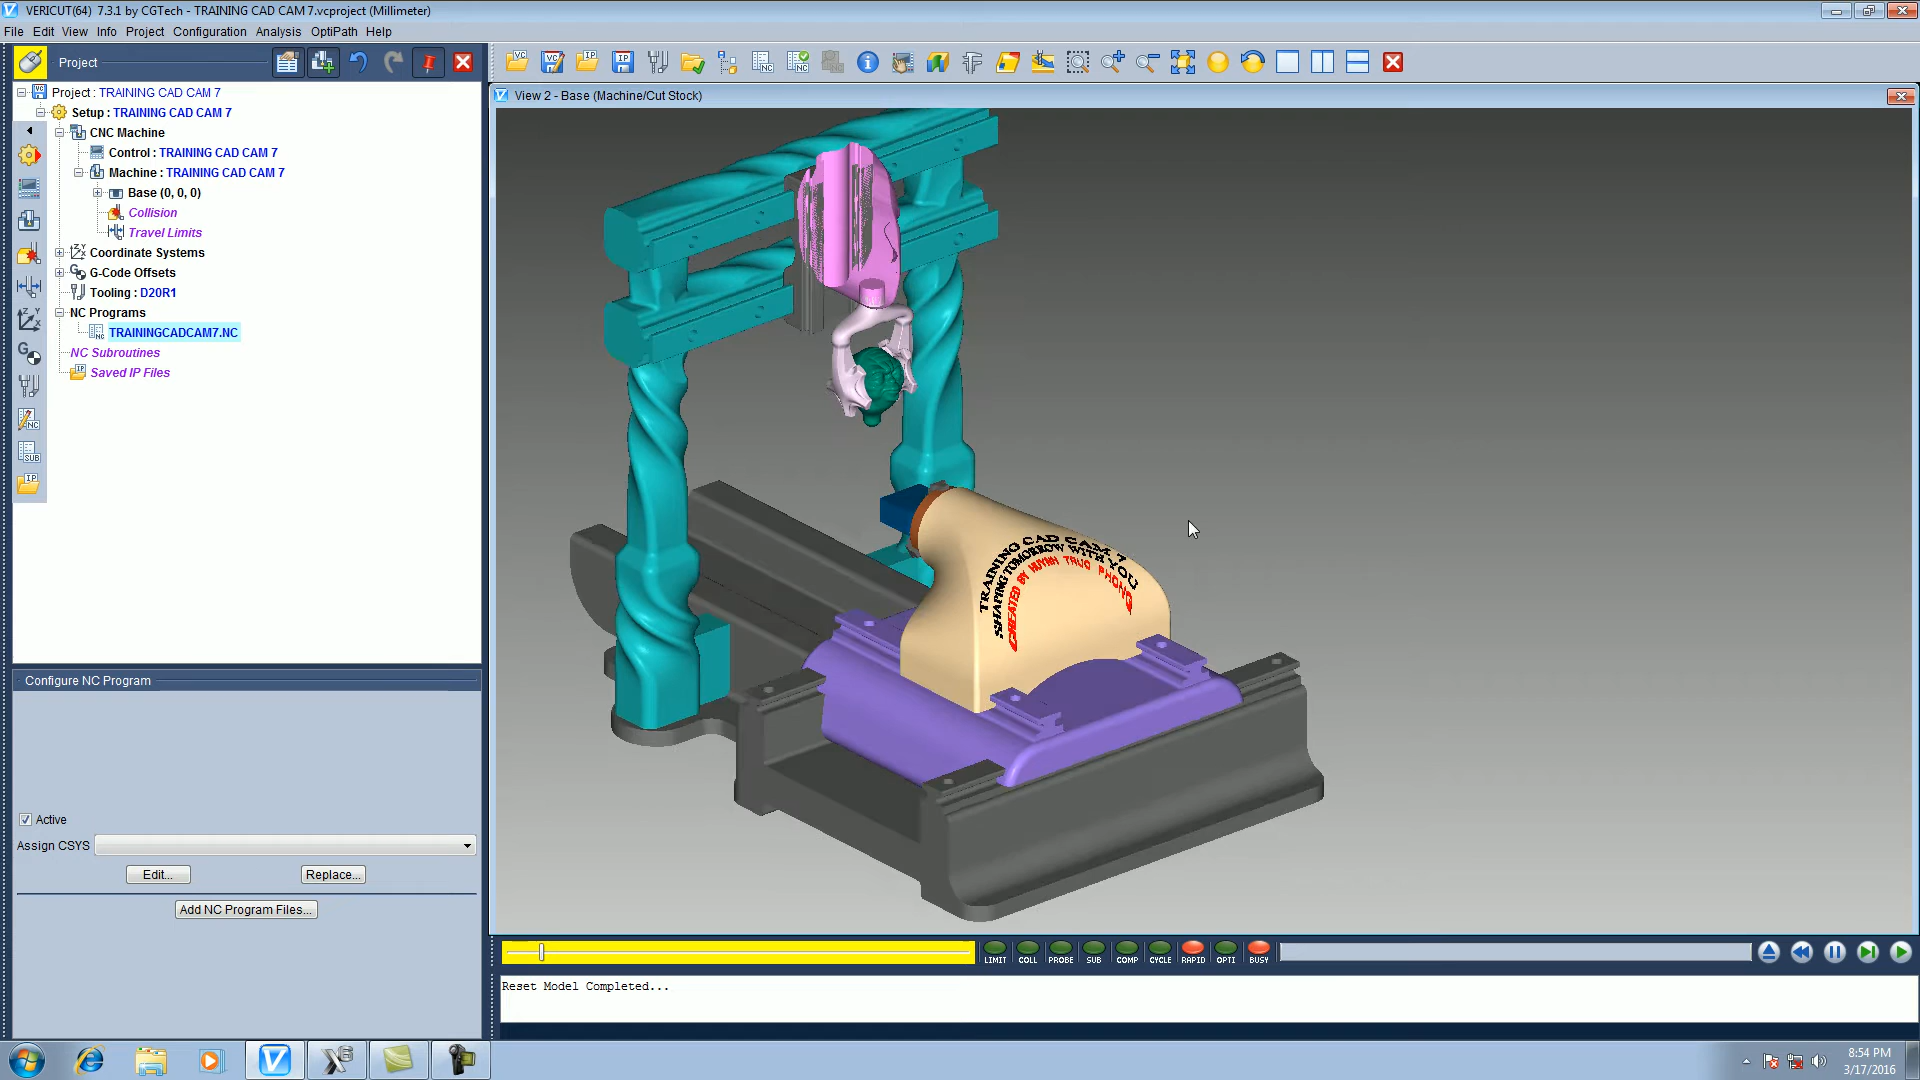 VERICUT(64) 7.3.1 by CGTech - TRAINING CAD CAM 7.vcproject (Millimeter)
File Edit View Info Project Configuration Analysis OptiPath Help
Project
Project : TRAINING CAD CAM 7
Setup : TRAINING CAD CAM 7
CNC Machine
Control : TRAINING CAD CAM 7
Machine : TRAINING CAD CAM 7
Base (0, 0, 0)
Collision
Travel Limits
Coordinate Systems
G-Code Offsets
Tooling : D20R1
NC Programs
TRAININGCADCAM7.NC
NC Subroutines
Saved IP Files
Configure NC Program
Active
Assign CSYS
Edit...
Replace...
Add NC Program Files...
View 2 - Base (Machine/Cut Stock)
TRAINING CAD CAM 7
SHAPING TOMORROW WITH YOU
CREATED BY HUYNH TRUC PHONG
LIMIT COLL PROBE SUB COMP CYCLE RAPID OPTI BUSY
Reset Model Completed...
8:54 PM
3/17/2016